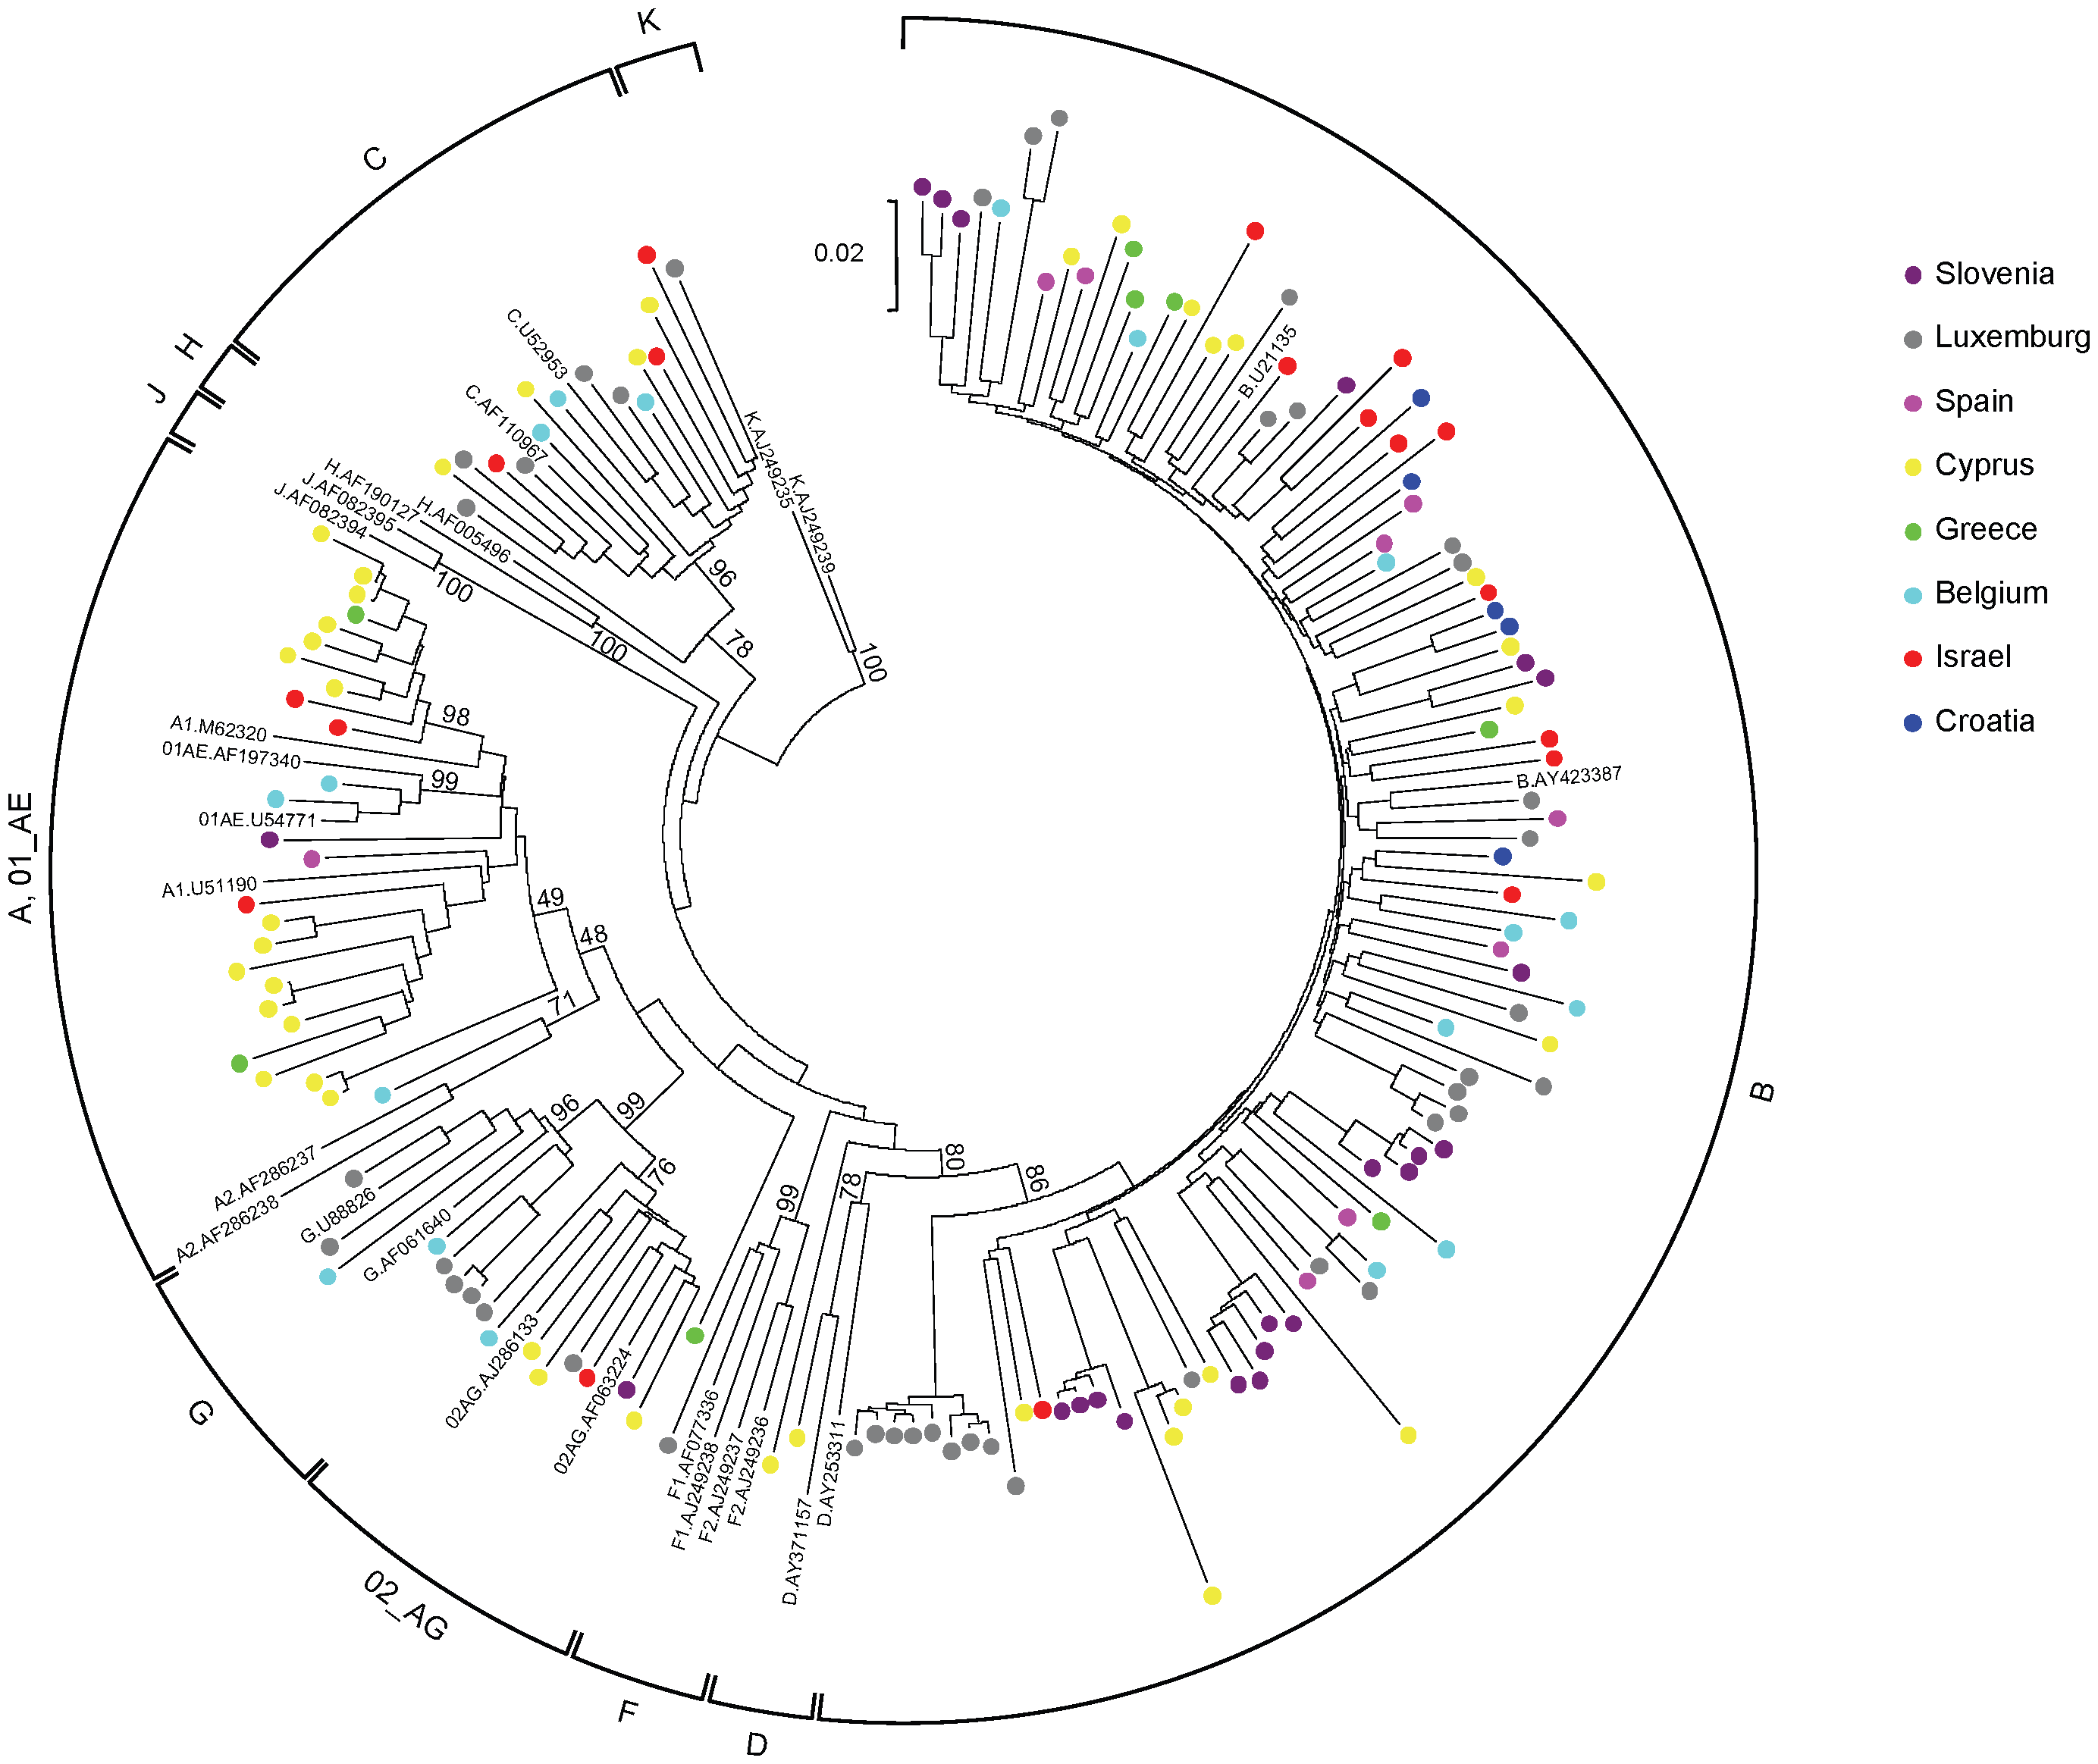 K
C
H
J
A, 01_AE
G
02_AG
F
D
B
0.02
Slovenia
Luxemburg
Spain
Cyprus
Greece
Belgium
Israel
Croatia
B.U21135
B.AY423387
C.U52953
C.AF110967
K.AJ249235
K.AJ249239
H.AF190127
J.AF082395
J.AF082394
H.AF005496
100
100
100
96
78
98
A1.M62320
01AE.AF197340
99
01AE.U54771
A1.U51190
49
48
71
A2.AF286237
A2.AF286238
96
99
76
G.U88826
G.AF061640
02AG.AJ286133
02AG.AF063224
99
78
80
86
F1.AF077336
F1.AJ249238
F2.AJ249237
F2.AJ249236
D.AY371157
D.AY253311